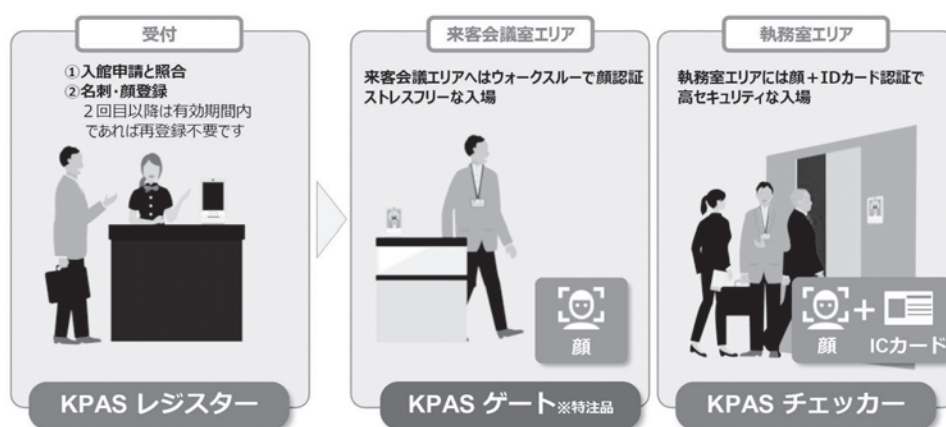 受付
①入館申請と照合
②名刺・顔登録
２回目以降は有効期間内
であれば再登録不要です
KPAS レジスター
来客会議室エリア
来客会議エリアへはウォークスルーで顔認証
ストレスフリーな入場
顔
KPAS ゲート※特注品
執務室エリア
執務室エリアには顔＋IDカード認証で
高セキュリティな入場
顔 + ICカード
KPAS チェッカー